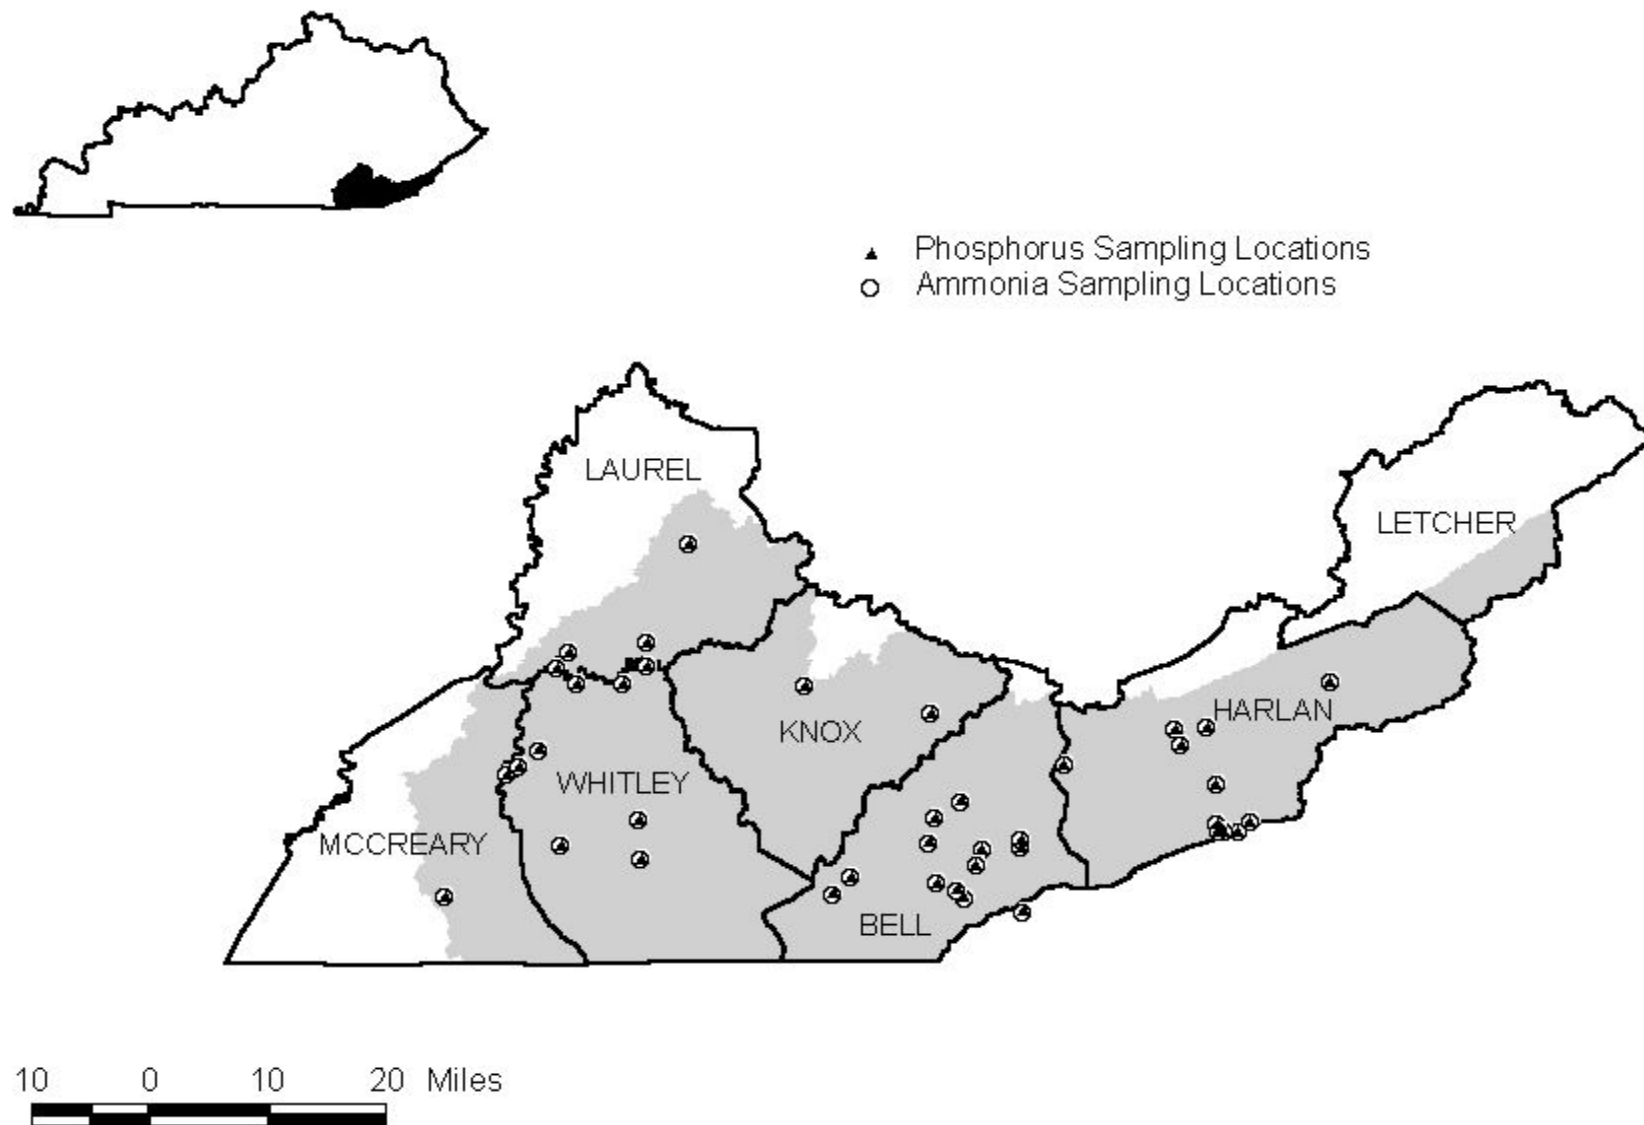 Phosphorus Sampling Locations
Ammonia Sampling Locations
LAUREL
LETCHER
HARLAN
KNOX
WHITLEY
MCCREARY
BELL
10 0 10 20 Miles